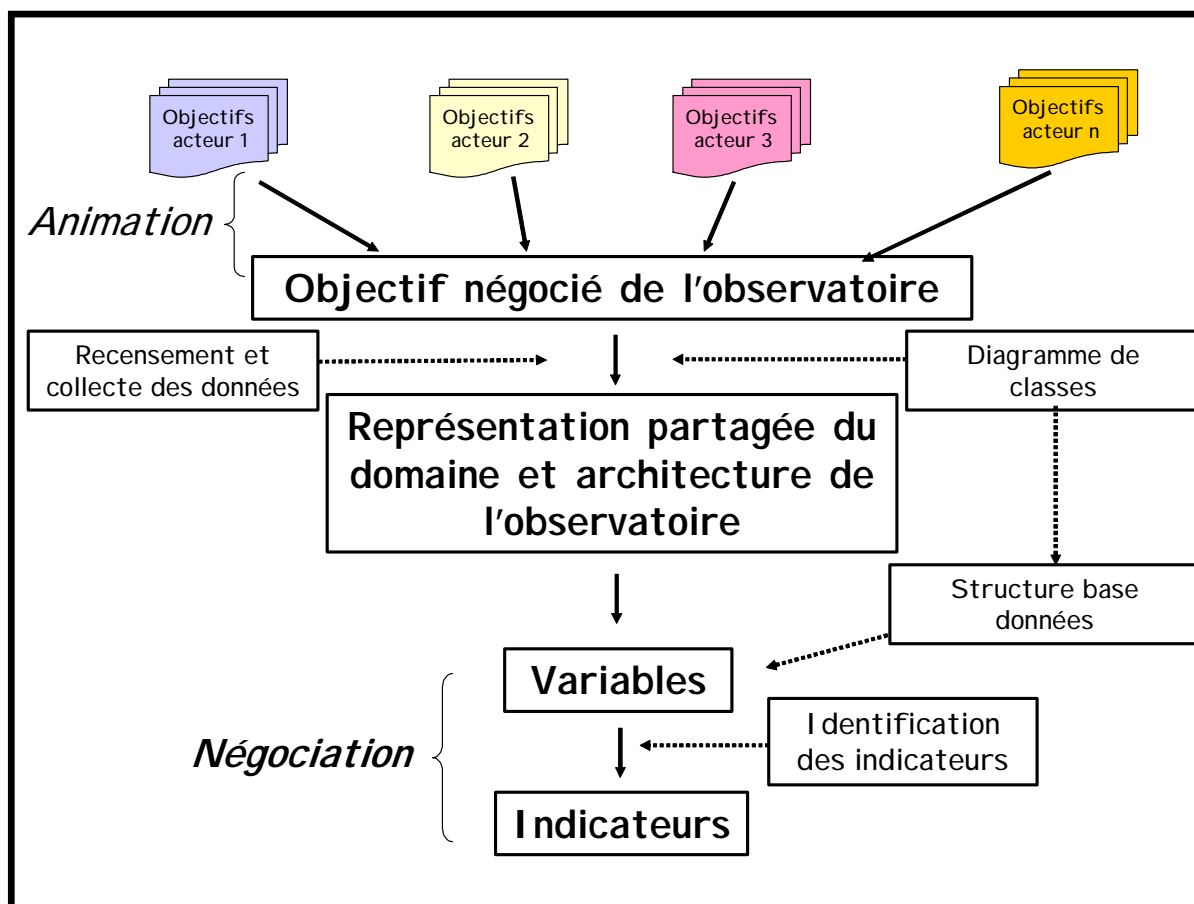 Objectifs
acteur 1
Objectifs
acteur 2
Objectifs
acteur 3
Objectifs
acteur n
Animation
Objectif négocié de l'observatoire
Recensement et
collecte des données
Diagramme de
classes
Représentation partagée du
domaine et architecture de
l'observatoire
Structure base
données
Variables
Négociation
Identification
des indicateurs
Indicateurs